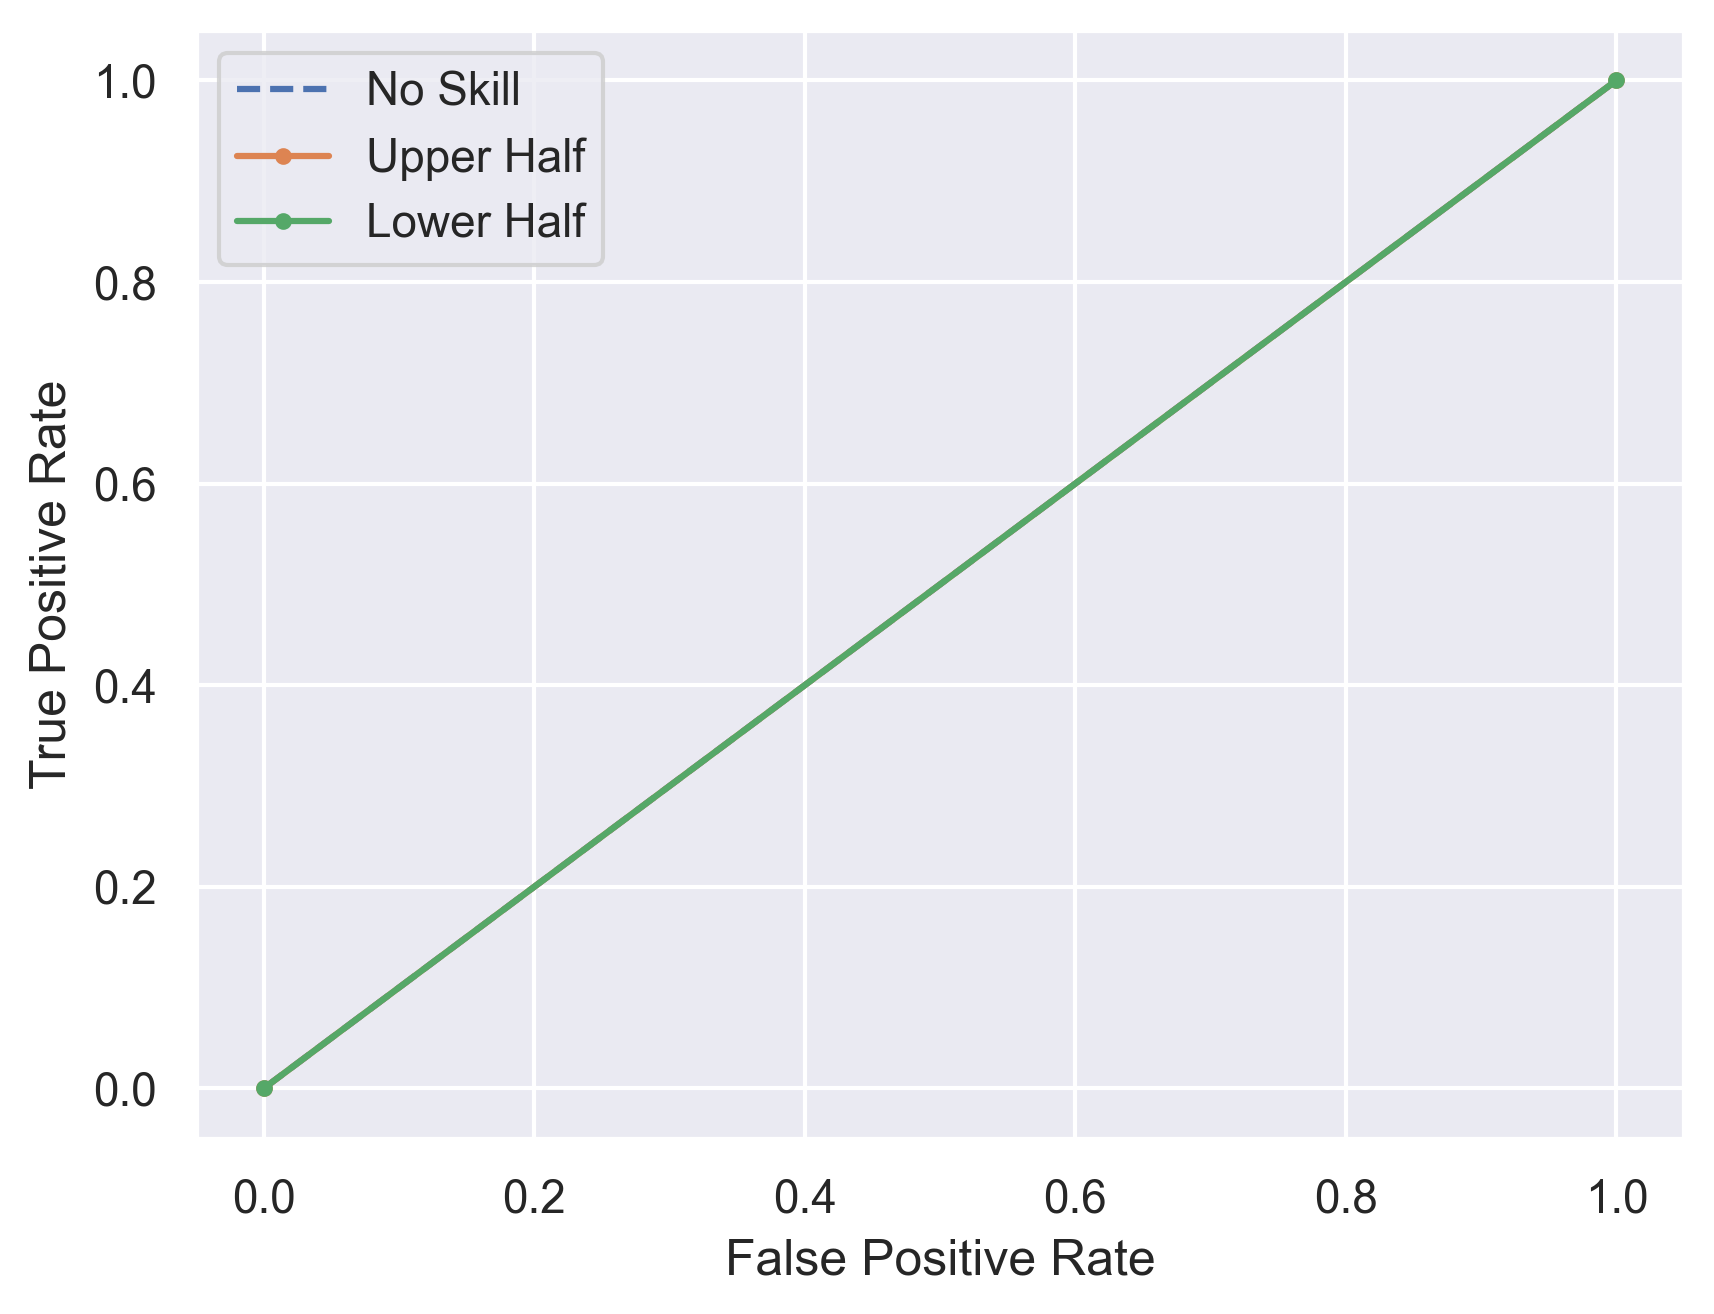 No Skill
Upper Half
Lower Half
1.0
0.8
0.6
0.4
0.2
0.0
True Positive Rate
0.0 0.2 0.4 0.6 0.8 1.0
False Positive Rate